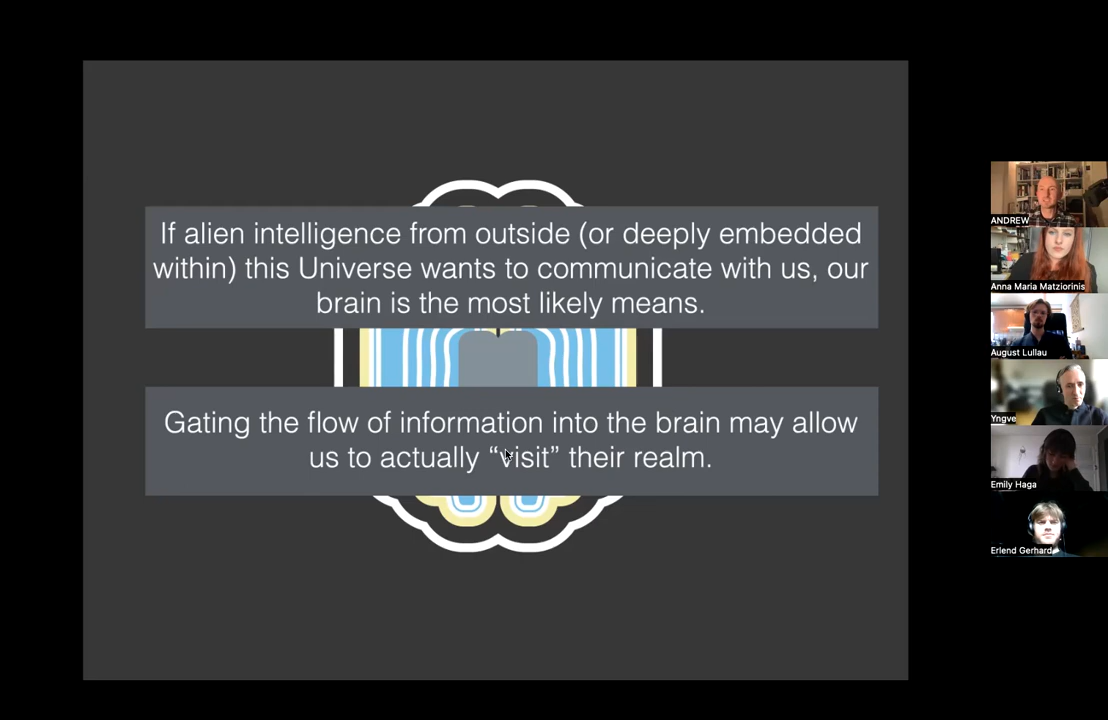 If alien intelligence from outside (or deeply embedded
within) this Universe wants to communicate with us, our
brain is the most likely means.
Gating the flow of information into the brain may allow
us to actually “visit” their realm.
ANDREW
Anna Maria Matziorinis
August Lullau
Yngve
Emily Haga
Erlend Gerhard